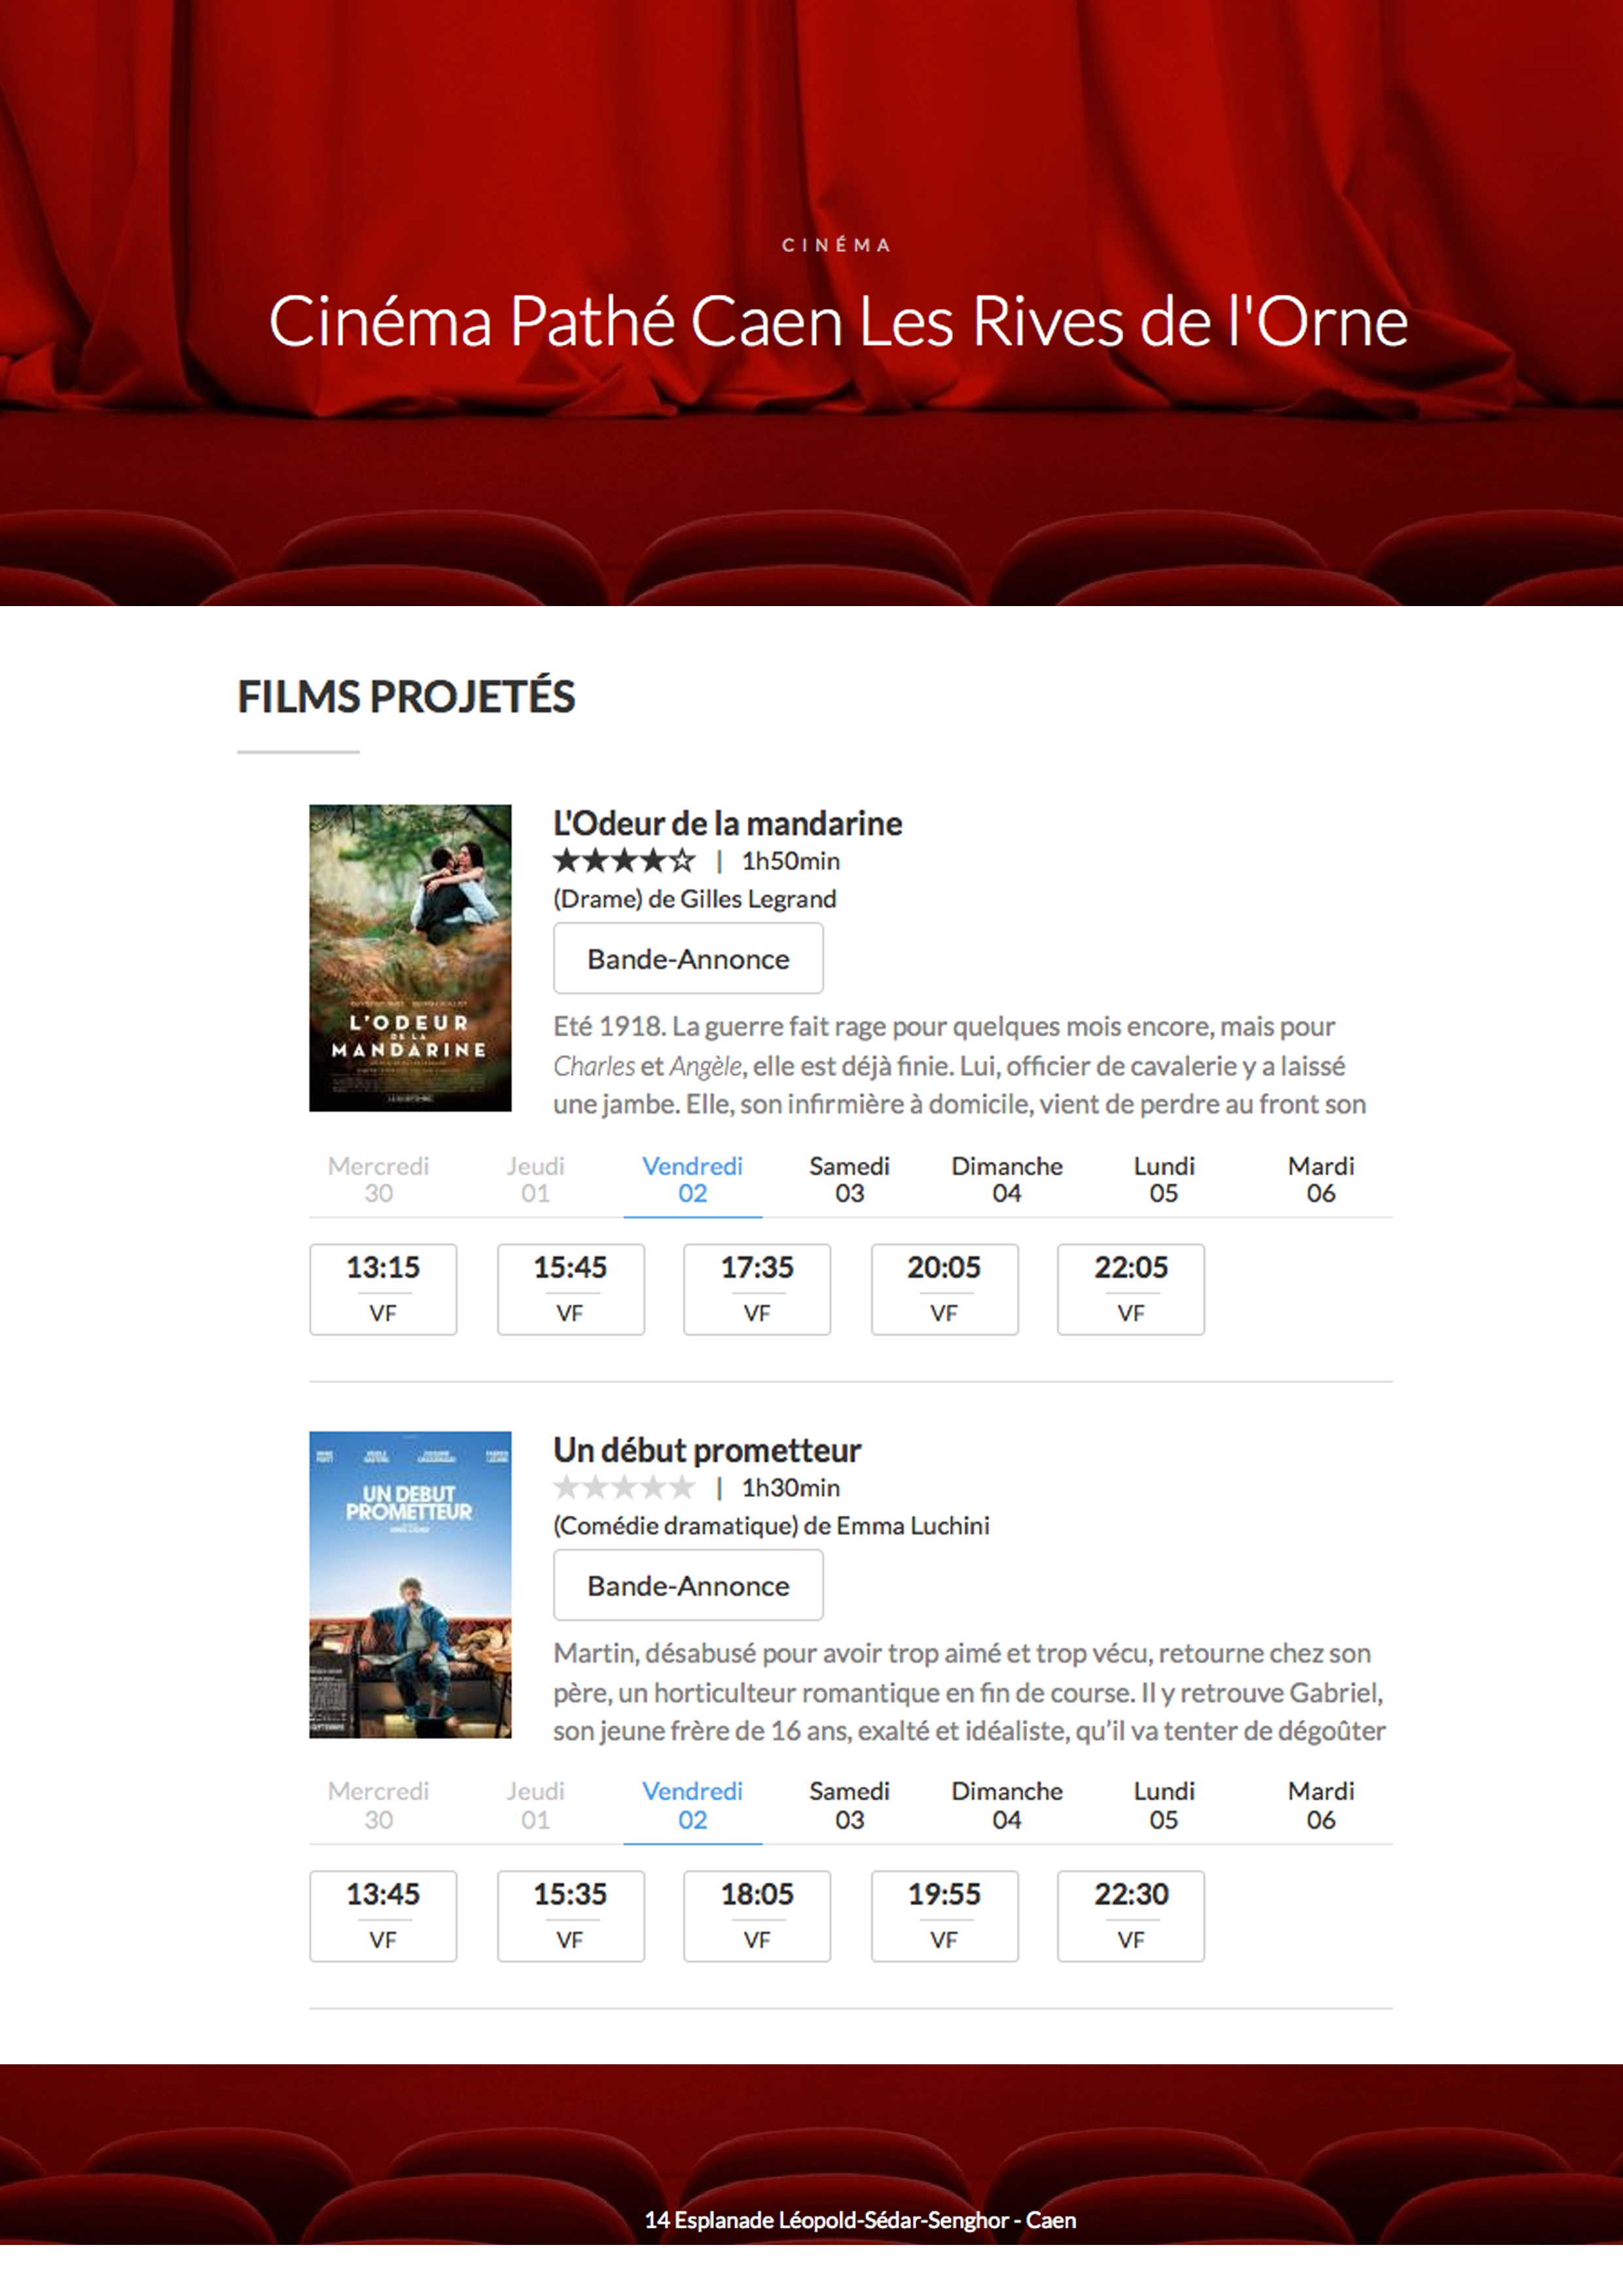 CINÉMA
Cinéma Pathé Caen Les Rives de l'Orne
FILMS PROJETÉS
L'ODEUR
DE LA
MANDARINE
L'Odeur de la mandarine
★★★★☆ | 1h50min
(Drame) de Gilles Legrand
Bande-Annonce
Eté 1918. La guerre fait rage pour quelques mois encore, mais pour
Charles et Angèle, elle est déjà finie. Lui, officier de cavalerie y a laissé
une jambe. Elle, son infirmière à domicile, vient de perdre au front son
Mercredi Jeudi Vendredi Samedi Dimanche Lundi Mardi
30 01 02 03 04 05 06
13:15 15:45 17:35 20:05 22:05
VF VF VF VF VF
UN DEBUT
PROMETTEUR
Un début prometteur
★★★★★ | 1h30min
(Comédie dramatique) de Emma Luchini
Bande-Annonce
Martin, désabusé pour avoir trop aimé et trop vécu, retourne chez son
père, un horticulteur romantique en fin de course. Il y retrouve Gabriel,
son jeune frère de 16 ans, exalté et idéaliste, qu'il va tenter de dégoûter
Mercredi Jeudi Vendredi Samedi Dimanche Lundi Mardi
30 01 02 03 04 05 06
13:45 15:35 18:05 19:55 22:30
VF VF VF VF VF
14 Esplanade Léopold-Sédar-Senghor - Caen